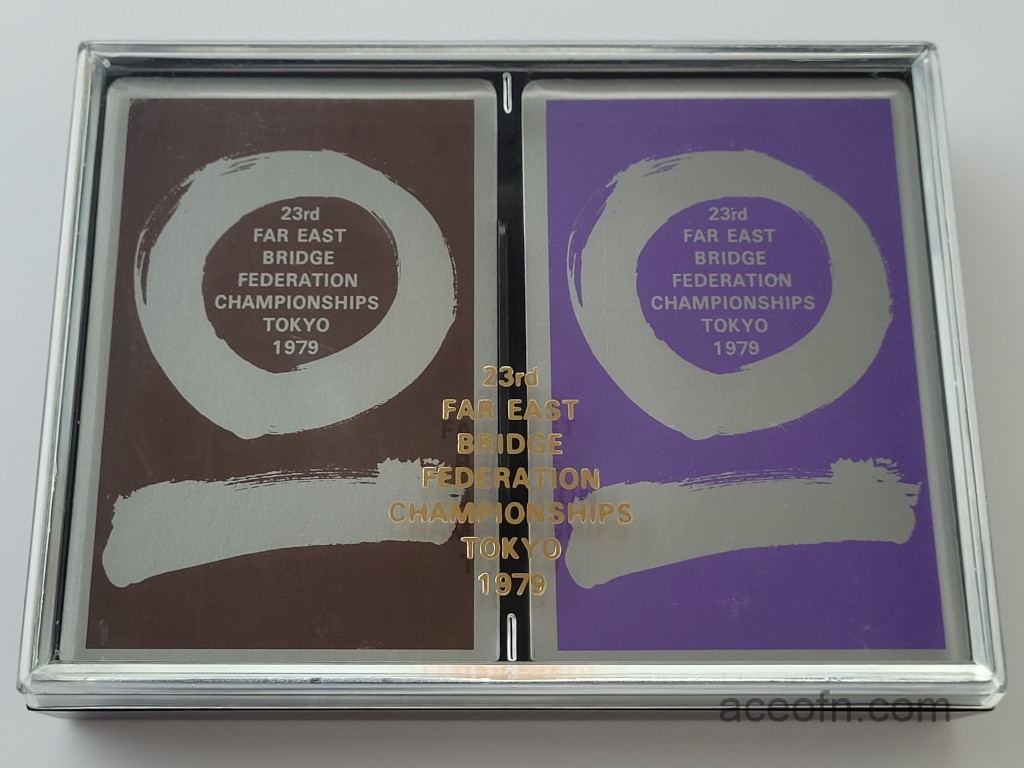 23rd
FAR EAST
BRIDGE
FEDERATION
CHAMPIONSHIPS
TOKYO
1979
23rd
FAR EAST
BRIDGE
FEDERATION
CHAMPIONSHIPS
TOKYO
1979
23rd
FAR EAST
BRIDGE
FEDERATION
CHAMPIONSHIPS
TOKYO
1979
aceofn.com